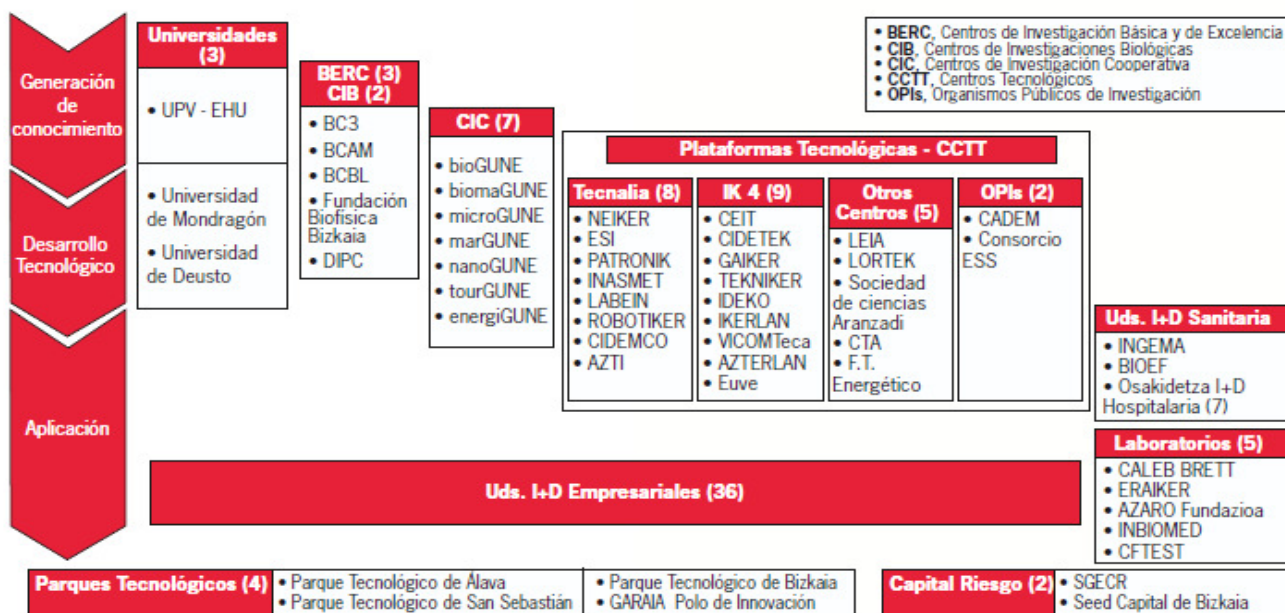 Generación
de
conocimiento
Desarrollo
Tecnológico
Aplicación
Universidades
(3)
• UPV - EHU
• Universidad
de Mondragón
• Universidad
de Deusto
BERC (3)
CIB (2)
• BC3
• BCAM
• BCBL
• Fundación
Biofísica
Bizkaia
• DIPC
CIC (7)
• bioGUNE
• biomaGUNE
• microGUNE
• marGUNE
• nanoGUNE
• tourGUNE
• energiGUNE
• BERC, Centros de Investigación Básica y de Excelencia
• CIB, Centros de Investigaciones Biológicas
• CIC, Centros de Investigación Cooperativa
• CCTT, Centros Tecnológicos
• OPIs, Organismos Públicos de Investigación
Plataformas Tecnológicas - CCTT
Tecnalia (8)
• NEIKER
• ESI
• PATRONIK
• INASMET
• LABEIN
• ROBOTIKER
• CIDEMCO
• AZTI
IK 4 (9)
• CEIT
• CIDETEK
• GAIKER
• TEKNIKER
• IDEKO
• IKERLAN
• VICOMTeca
• AZTERLAN
• Euve
Otros
Centros (5)
• LEIA
• LORTEK
• Sociedad
de ciencias
Aranzadi
• CTA
• F.T.
Energético
OPIs (2)
• CADEM
• Consorcio
ESS
Uds. I+D Sanitaria
• INGEMA
• BIOEF
• Osakidetza I+D
Hospitalaria (7)
Laboratorios (5)
• CALEB BRETT
• ERAIKER
• AZARO Fundazioa
• INBIOMED
• CFTEST
Uds. I+D Empresariales (36)
Parques Tecnológicos (4)
• Parque Tecnológico de Álava
• Parque Tecnológico de San Sebastián
• Parque Tecnológico de Bizkaia
• GARAIA Polo de Innovación
Capital Riesgo (2)
• SGECR
• Seed Capital de Bizkaia